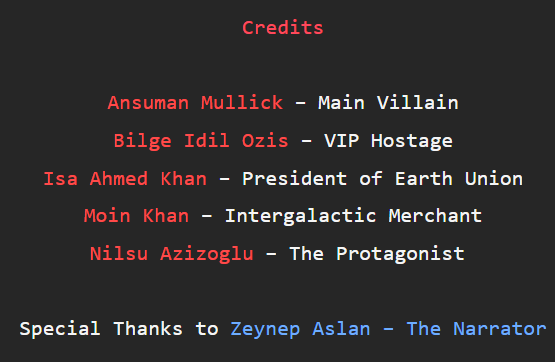 Credits
Ansuman Mullick – Main Villain
Bilge Idil Ozis – VIP Hostage
Isa Ahmed Khan – President of Earth Union
Moin Khan – Intergalactic Merchant
Nilsu Azizoglu – The Protagonist
Special Thanks to Zeynep Aslan – The Narrator